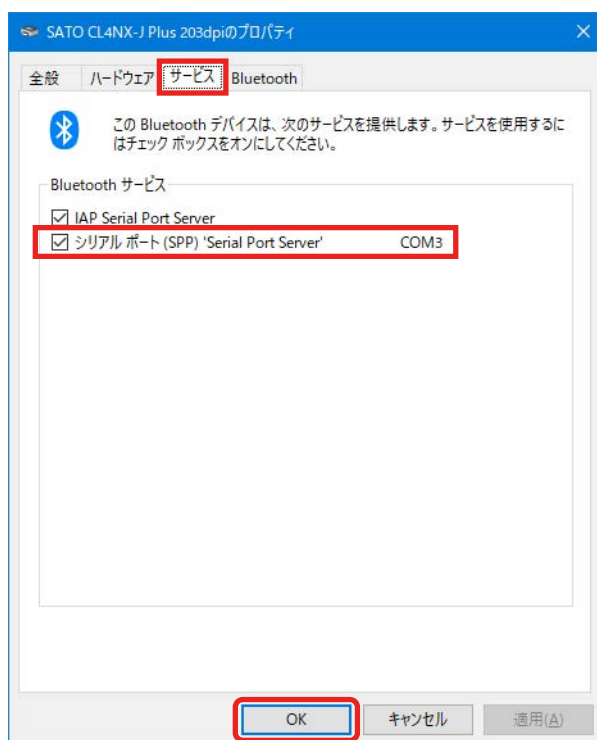 SATO CL4NX-J Plus 203dpiのプロパティ
全般 ハードウェア サービス Bluetooth
この Bluetooth デバイスは、次のサービスを提供します。サービスを使用するに
はチェック ボックスをオンにしてください。
Bluetooth サービス
IAP Serial Port Server
シリアル ポート (SPP) 'Serial Port Server' COM3
OK キャンセル 適用(A)